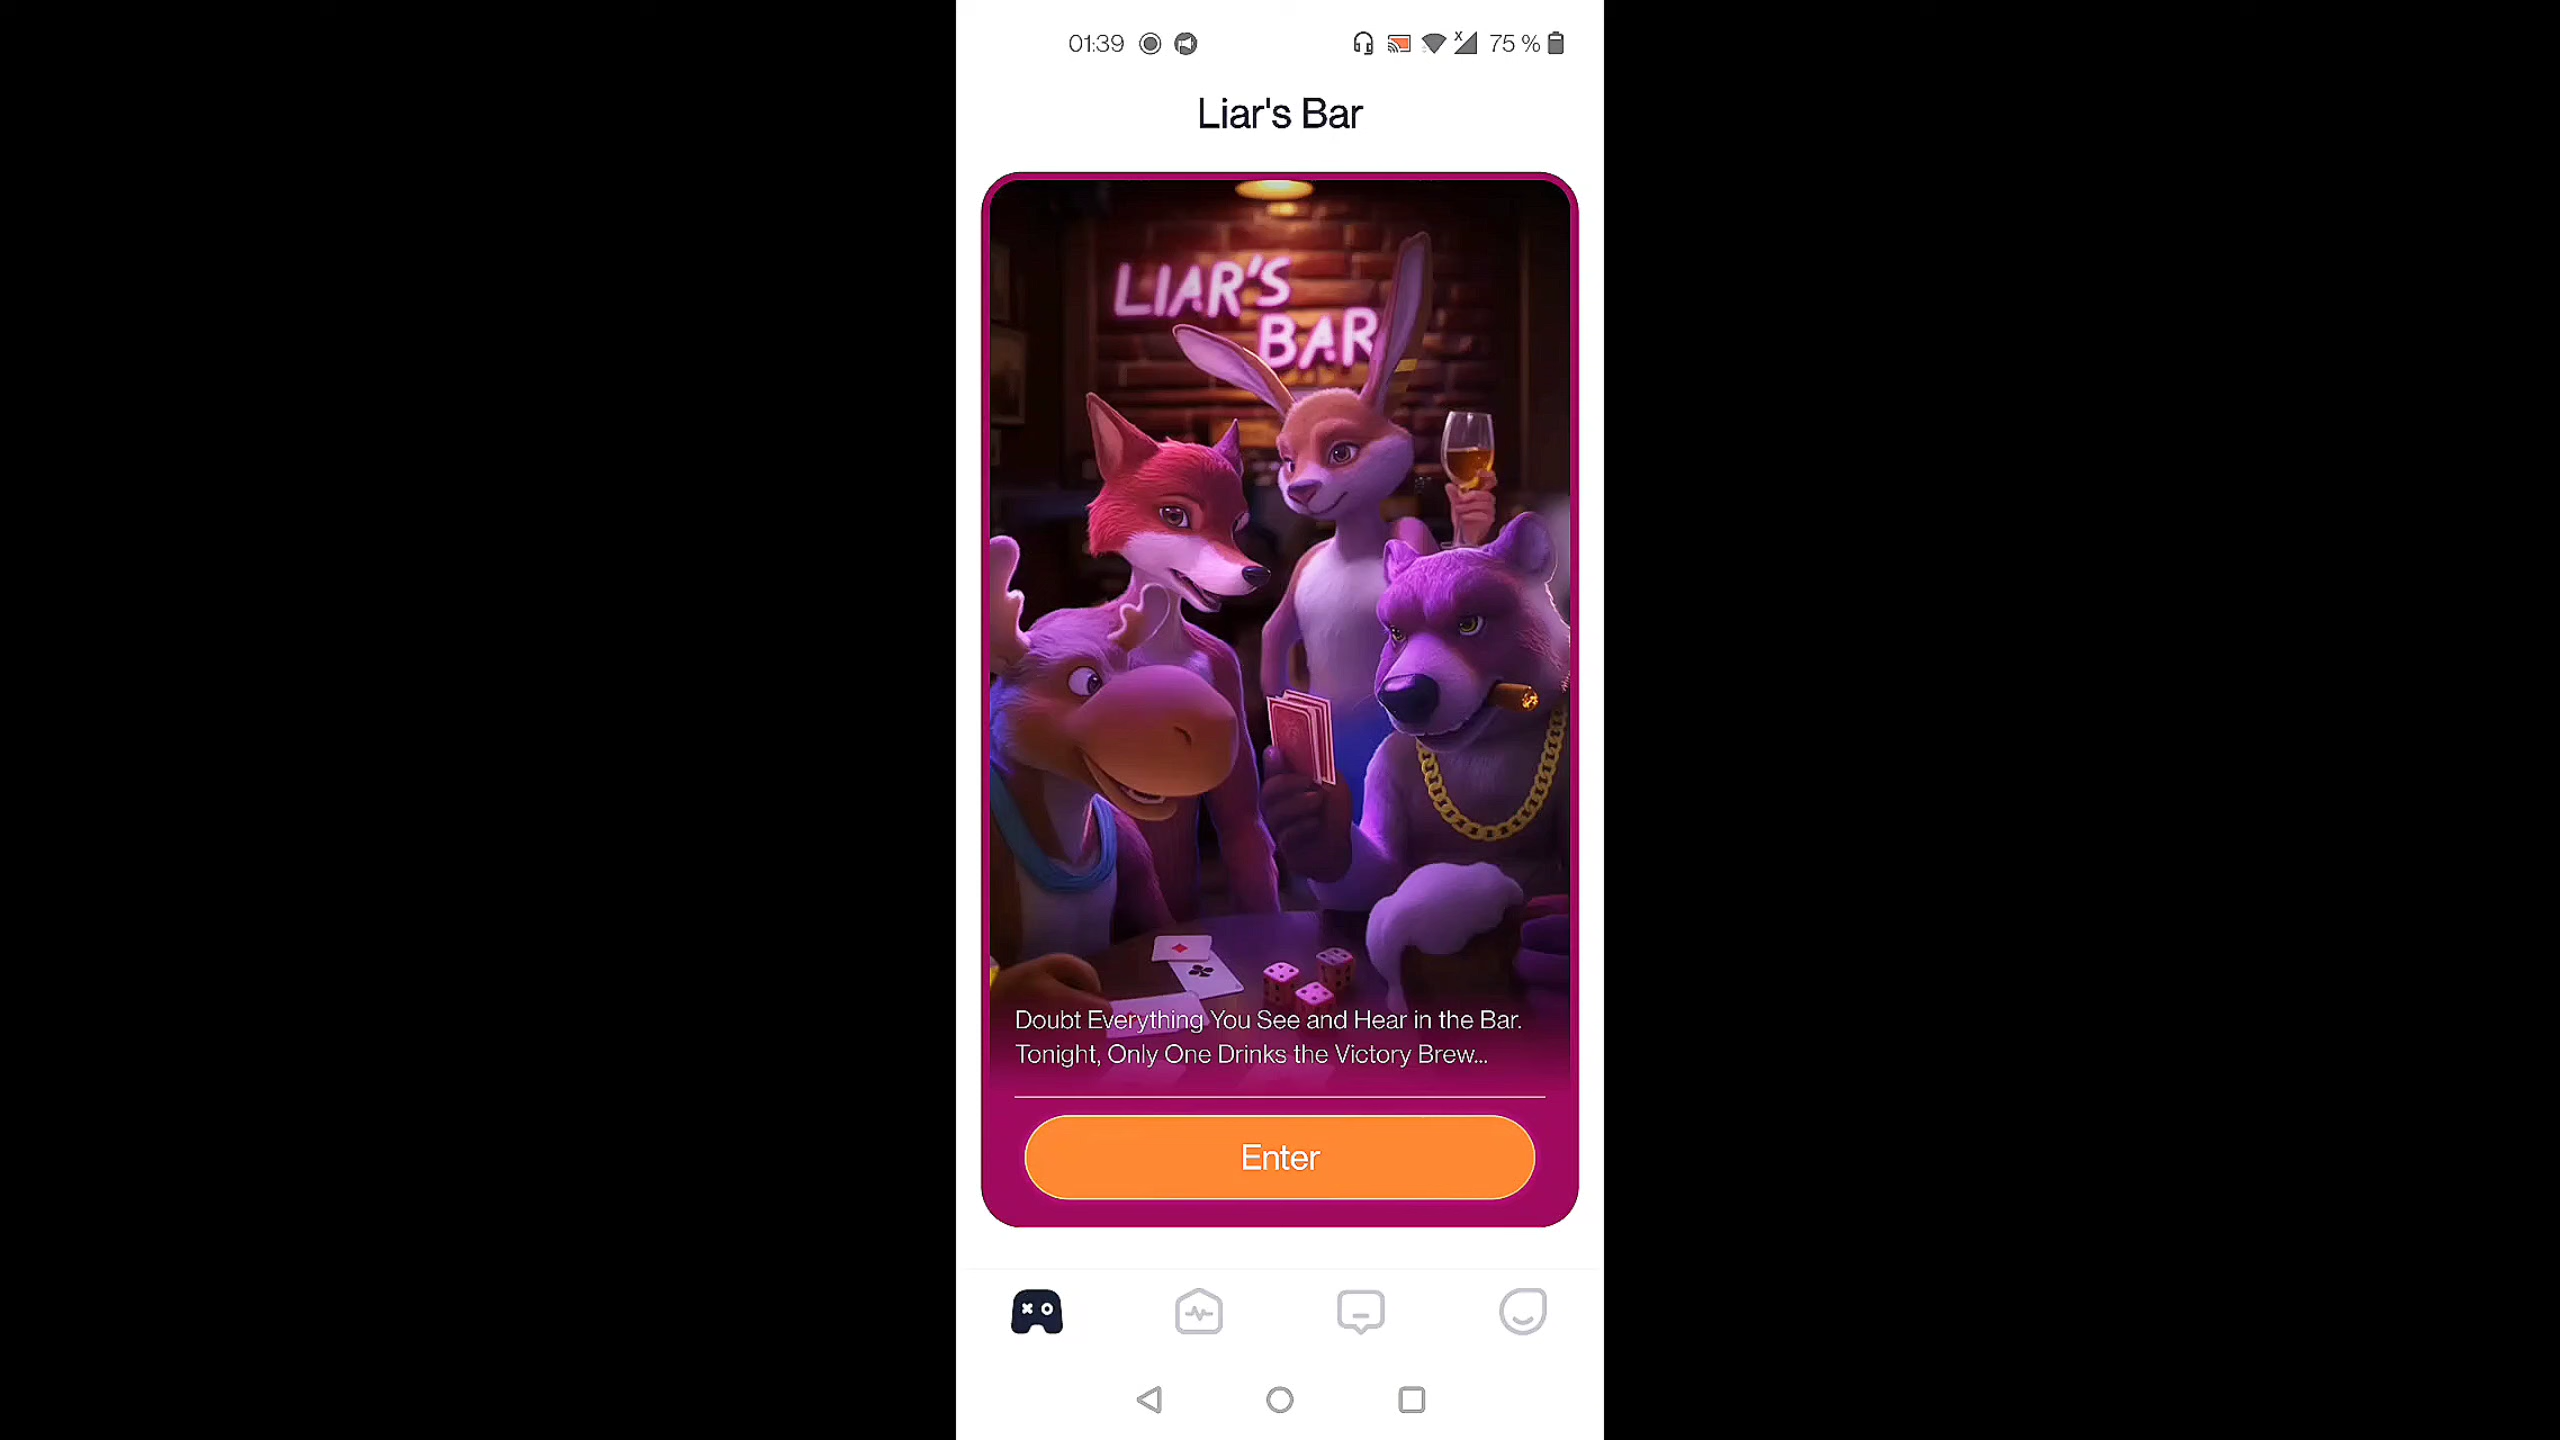 01:39
75 %
Liar's Bar
LIAR'S
BAR
Doubt Everything You See and Hear in the Bar.
Tonight, Only One Drinks the Victory Brew...
Enter